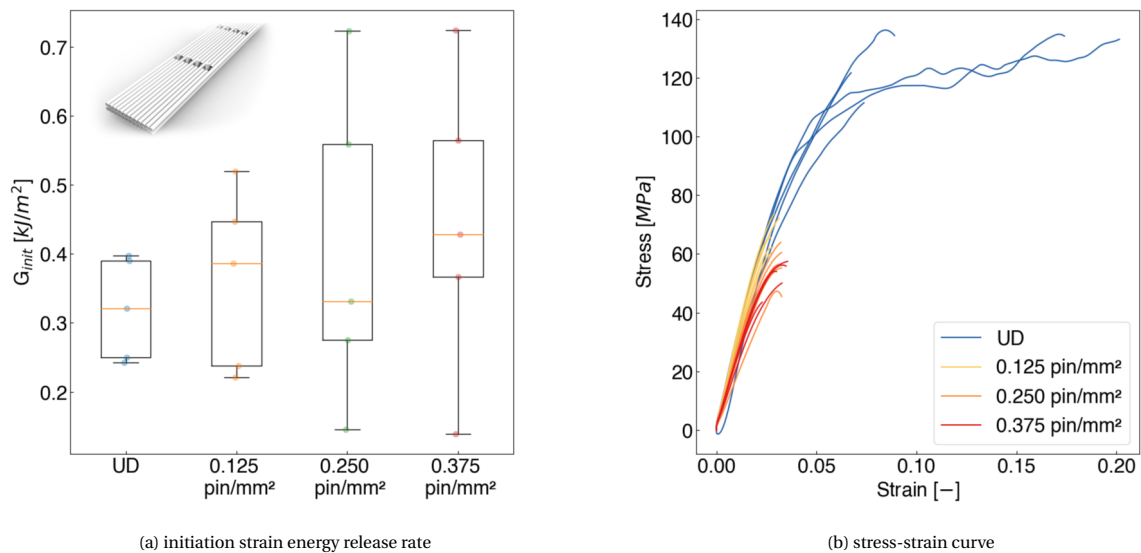 0.7
0.6
0.5
0.4
0.3
0.2
G_init [kJ/m²]
UD
0.125 pin/mm²
0.250 pin/mm²
0.375 pin/mm²
(a) initiation strain energy release rate
140
120
100
80
60
40
20
0
Stress [MPa]
UD
0.125 pin/mm²
0.250 pin/mm²
0.375 pin/mm²
0.00 0.05 0.10 0.15 0.20
Strain [−]
(b) stress-strain curve